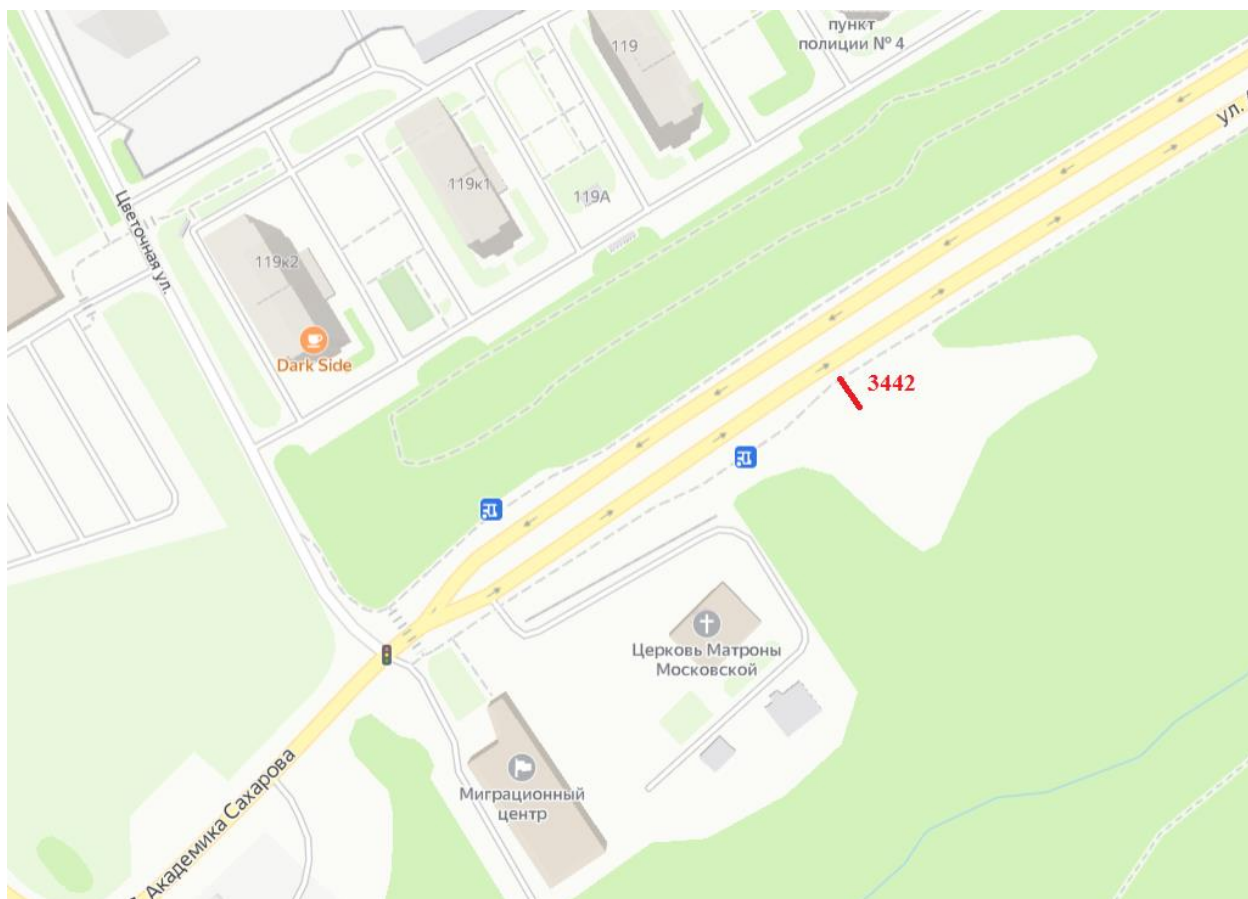 пункт
полиции № 4
119
ул.
119к1
119А
Цветочная ул.
119к2
Dark Side
3442
Церковь Матроны
Московской
Миграционный
центр
Академика Сахарова